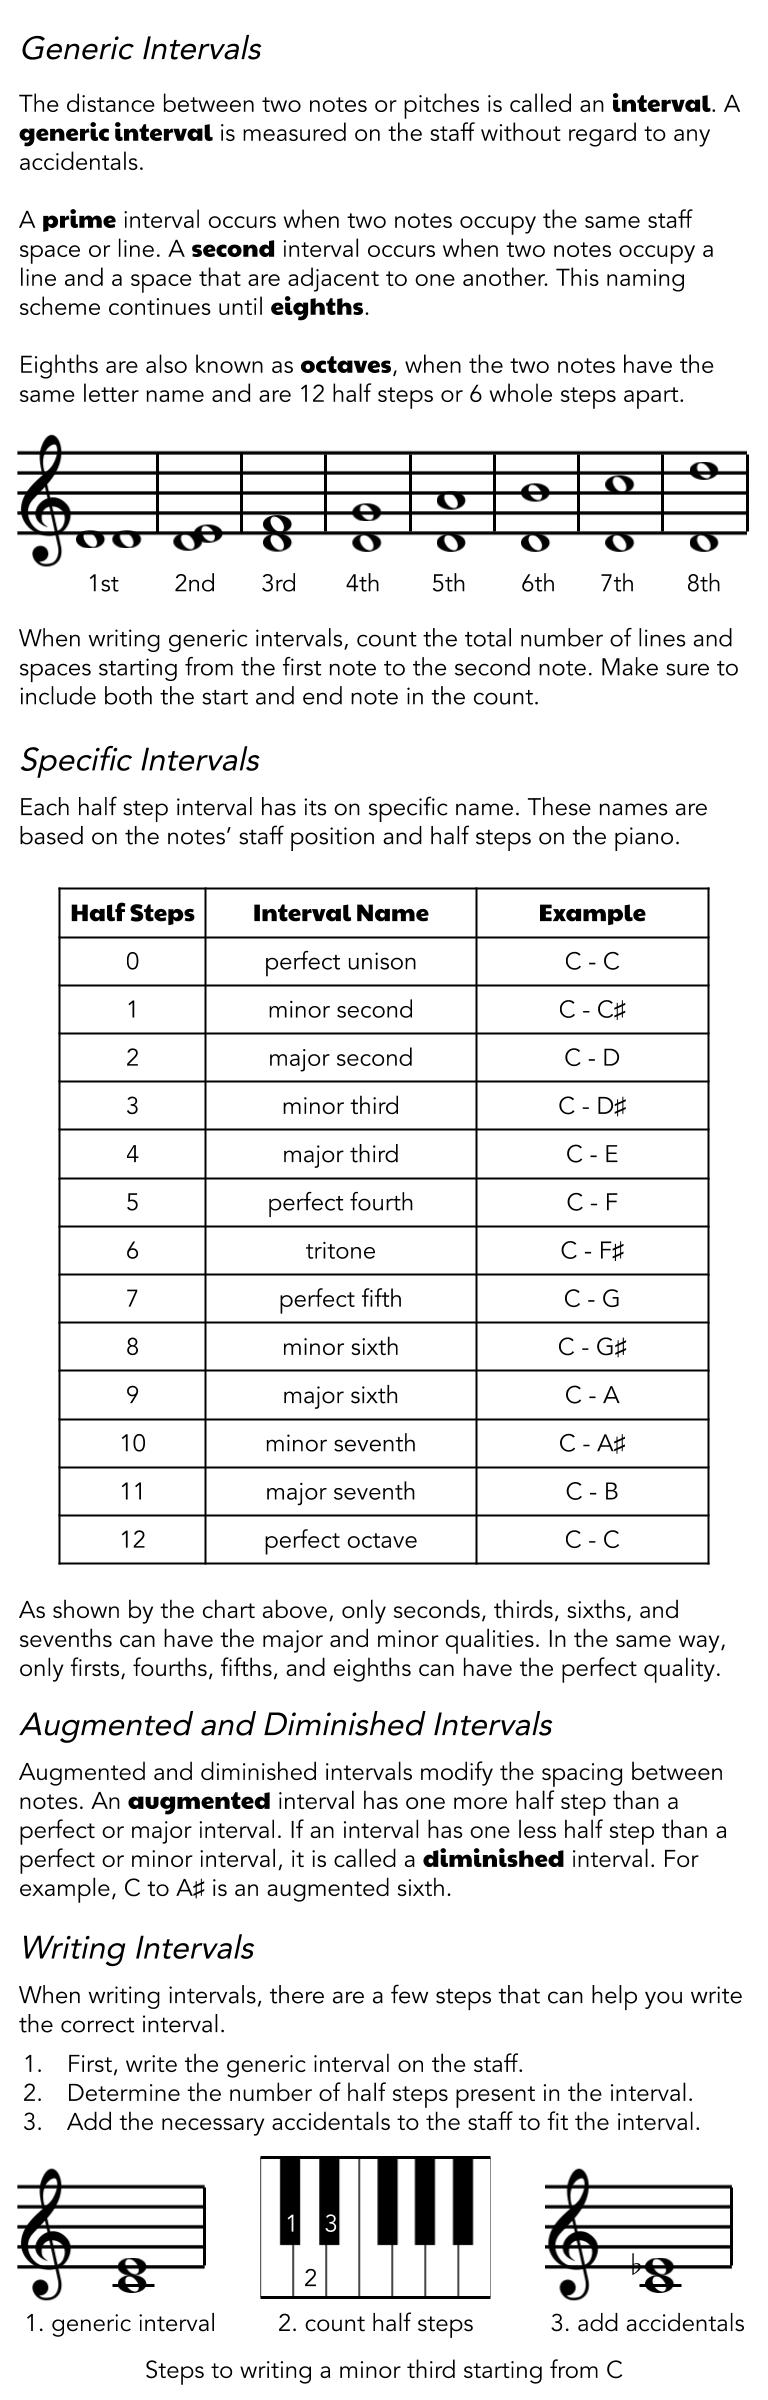 Generic Intervals
The distance between two notes or pitches is called an interval. A
generic interval is measured on the staff without regard to any
accidentals.
A prime interval occurs when two notes occupy the same staff
space or line. A second interval occurs when two notes occupy a
line and a space that are adjacent to one another. This naming
scheme continues until eighths.
Eighths are also known as octaves, when the two notes have the
same letter name and are 12 half steps or 6 whole steps apart.
1st 2nd 3rd 4th 5th 6th 7th 8th
When writing generic intervals, count the total number of lines and
spaces starting from the first note to the second note. Make sure to
include both the start and end note in the count.
Specific Intervals
Each half step interval has its on specific name. These names are
based on the notes’ staff position and half steps on the piano.
Half Steps Interval Name Example
0 perfect unison C - C
1 minor second C - C♯
2 major second C - D
3 minor third C - D♯
4 major third C - E
5 perfect fourth C - F
6 tritone C - F♯
7 perfect fifth C - G
8 minor sixth C - G♯
9 major sixth C - A
10 minor seventh C - A♯
11 major seventh C - B
12 perfect octave C - C
As shown by the chart above, only seconds, thirds, sixths, and
sevenths can have the major and minor qualities. In the same way,
only firsts, fourths, fifths, and eighths can have the perfect quality.
Augmented and Diminished Intervals
Augmented and diminished intervals modify the spacing between
notes. An augmented interval has one more half step than a
perfect or major interval. If an interval has one less half step than a
perfect or minor interval, it is called a diminished interval. For
example, C to A♯ is an augmented sixth.
Writing Intervals
When writing intervals, there are a few steps that can help you write
the correct interval.
1. First, write the generic interval on the staff.
2. Determine the number of half steps present in the interval.
3. Add the necessary accidentals to the staff to fit the interval.
1 3
2
1. generic interval 2. count half steps 3. add accidentals
Steps to writing a minor third starting from C